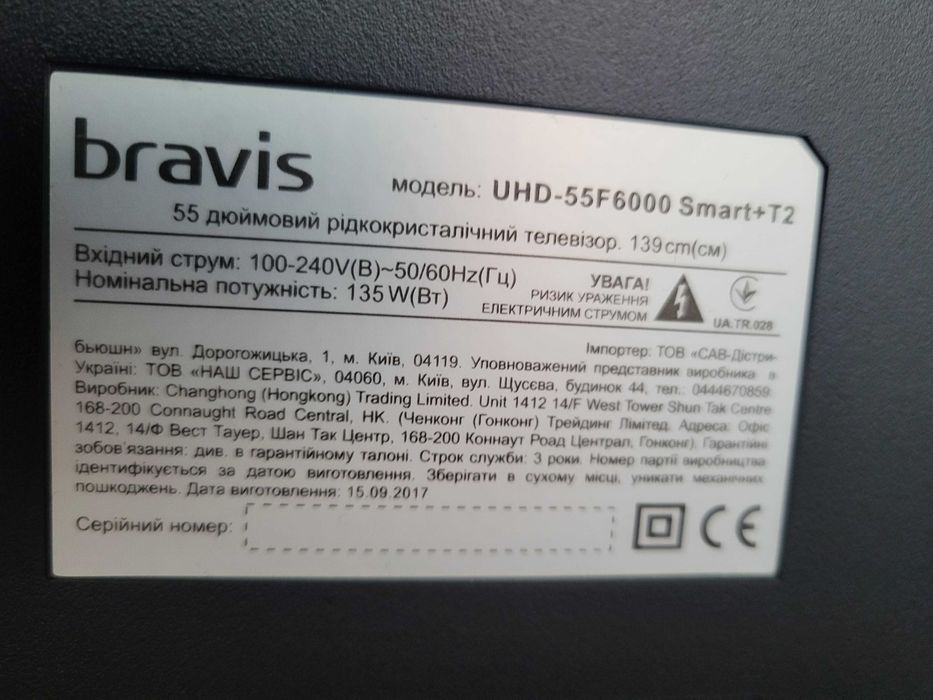 bravis
модель: UHD-55F6000 Smart+T2
55 дюймовий рідкокристалічний телевізор. 139cm(см)
Вхідний струм: 100-240V(В)~50/60Hz(Гц)
Номінальна потужність: 135W(Вт)
УВАГА!
РИЗИК УРАЖЕННЯ
ЕЛЕКТРИЧНИМ СТРУМОМ
UA.TR.028
Імпортер: ТОВ «САВ-Дістри-
бьюшн» вул. Дорогожицька, 1, м. Київ, 04119. Уповноважений представник виробника в
Україні: ТОВ «НАШ СЕРВІС», 04060, м. Київ, вул. Щусєва, будинок 44, тел.: 0444670859
Виробник: Changhong (Hongkong) Trading Limited. Unit 1412 14/F West Tower Shun Tak Centre
168-200 Connaught Road Central, HK. (Ченконг (Гонконг) Трейдинг Лімітед. Адреса: Офіс
1412, 14/Ф Вест Тауер, Шан Так Центр, 168-200 Коннаут Роад Централ, Гонконг). Гарантійні
зобов'язання: див. в гарантійному талоні. Строк служби: 3 роки. Номер партії виробництва
ідентифікується за датою виготовлення. Зберігати в сухому місці, уникати механічних
пошкоджень. Дата виготовлення: 15.09.2017
Серійний номер:
CE